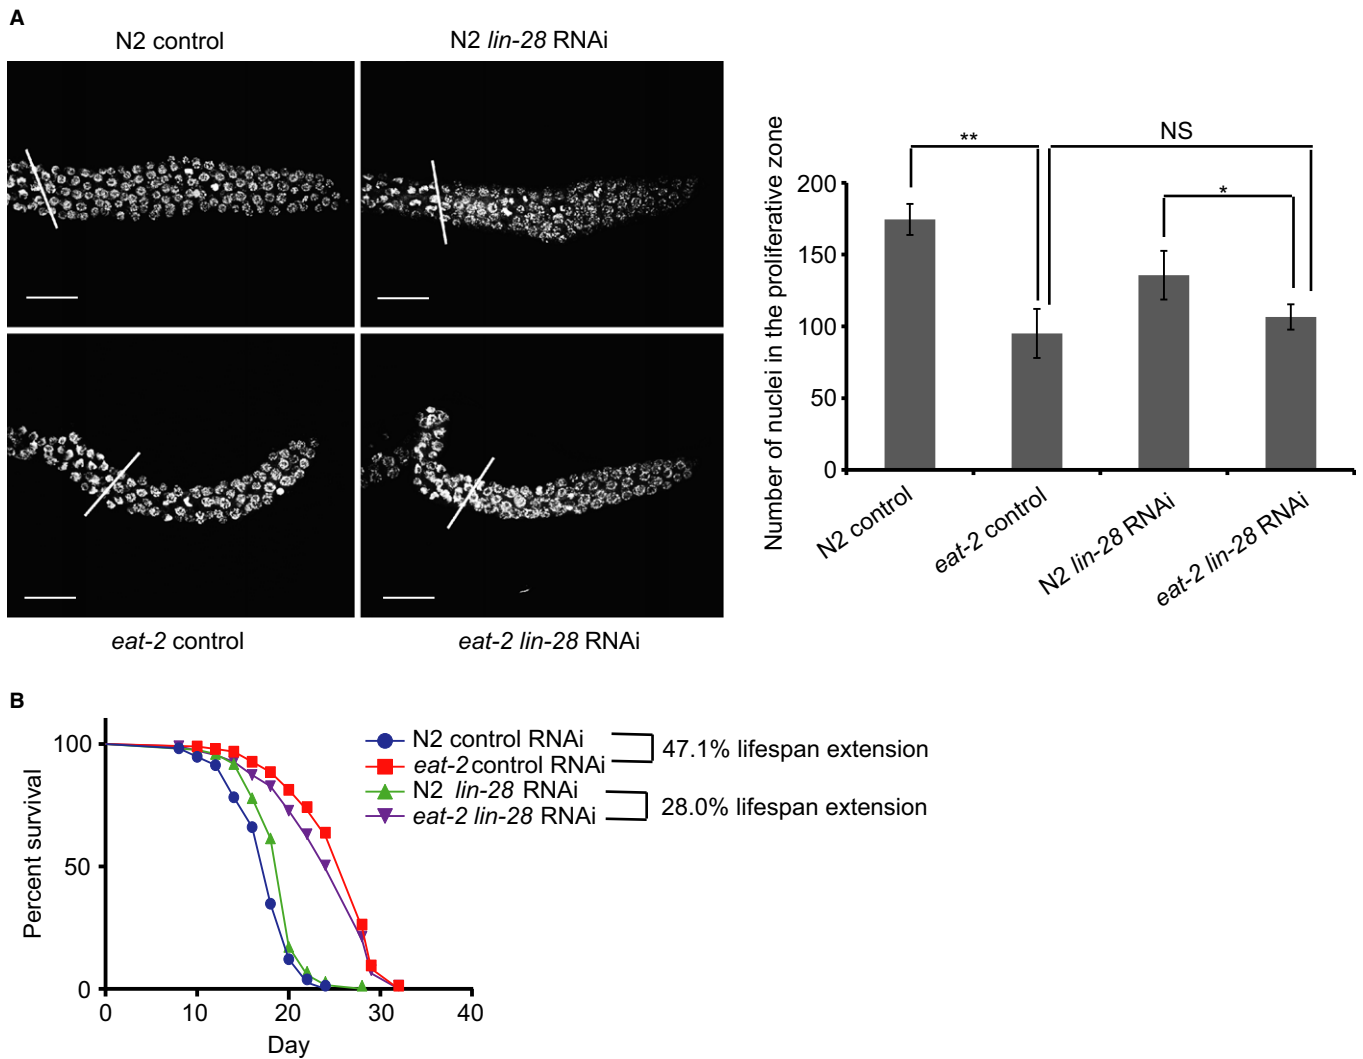 A
N2 control
N2 lin-28 RNAi
eat-2 control
eat-2 lin-28 RNAi
Number of nuclei in the proliferative zone
200
150
100
50
0
**
NS
*
N2 control
eat-2 control
N2 lin-28 RNAi
eat-2 lin-28 RNAi
B
Percent survival
100
50
0
0 10 20 30 40
Day
N2 control RNAi
eat-2 control RNAi
N2 lin-28 RNAi
eat-2 lin-28 RNAi
47.1% lifespan extension
28.0% lifespan extension